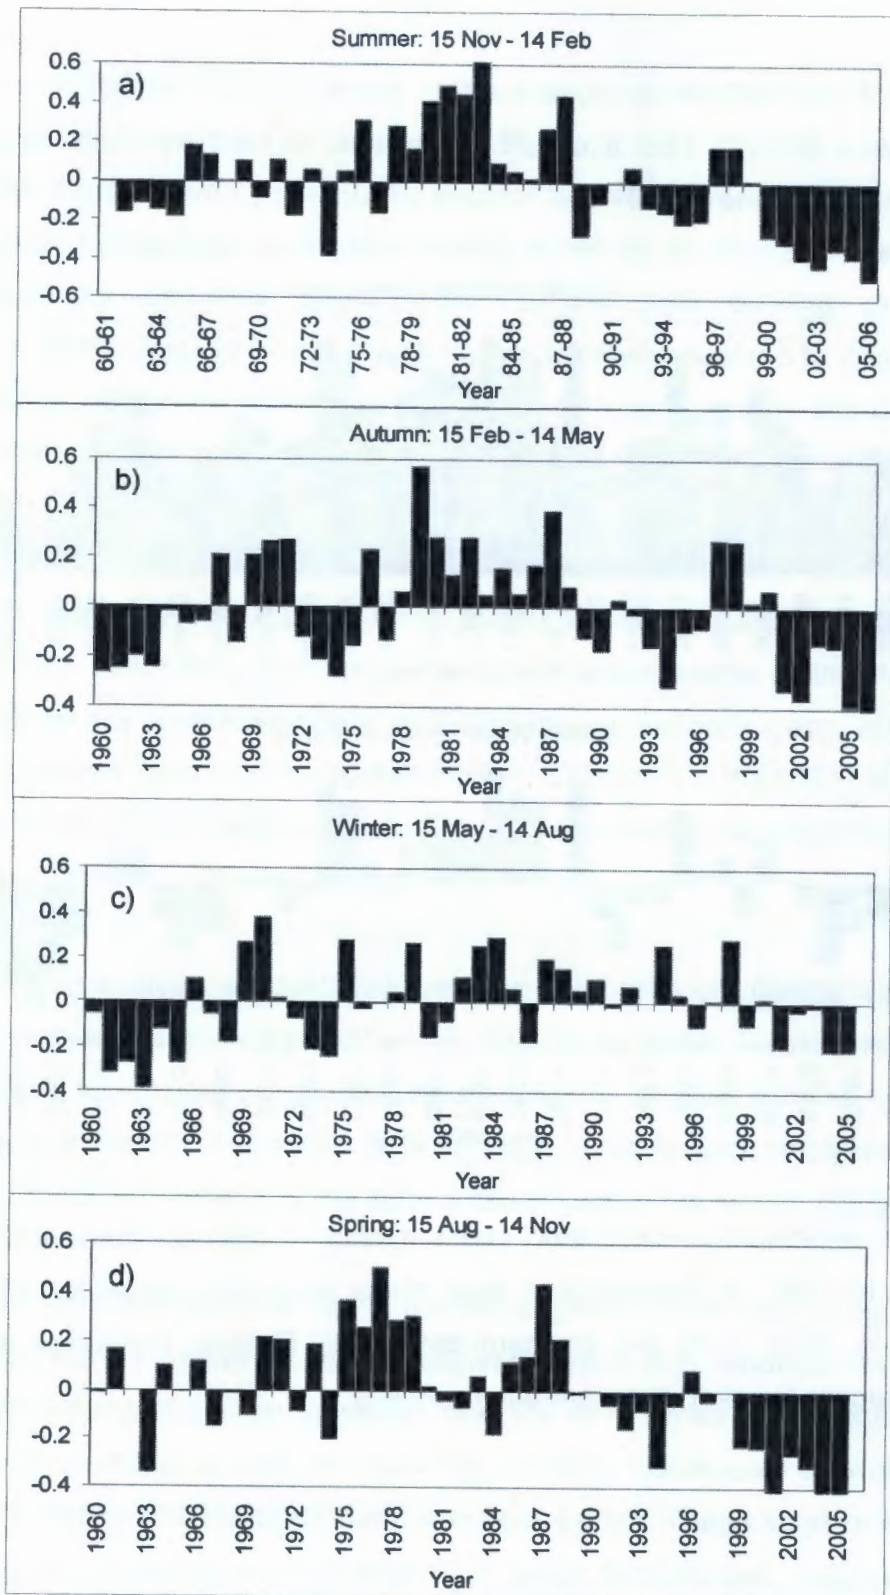 Summer: 15 Nov - 14 Feb
a)
0.6
0.4
0.2
0
-0.2
-0.4
-0.6
60-61 63-64 66-67 69-70 72-73 75-76 78-79 81-82 84-85 87-88 90-91 93-94 96-97 99-00 02-03 05-06
Year
Autumn: 15 Feb - 14 May
b)
0.6
0.4
0.2
0
-0.2
-0.4
1960 1963 1966 1969 1972 1975 1978 1981 1984 1987 1990 1993 1996 1999 2002 2005
Year
Winter: 15 May - 14 Aug
c)
0.6
0.4
0.2
0
-0.2
-0.4
1960 1963 1966 1969 1972 1975 1978 1981 1984 1987 1990 1993 1996 1999 2002 2005
Year
Spring: 15 Aug - 14 Nov
d)
0.6
0.4
0.2
0
-0.2
-0.4
1960 1963 1966 1969 1972 1975 1978 1981 1984 1987 1990 1993 1996 1999 2002 2005
Year